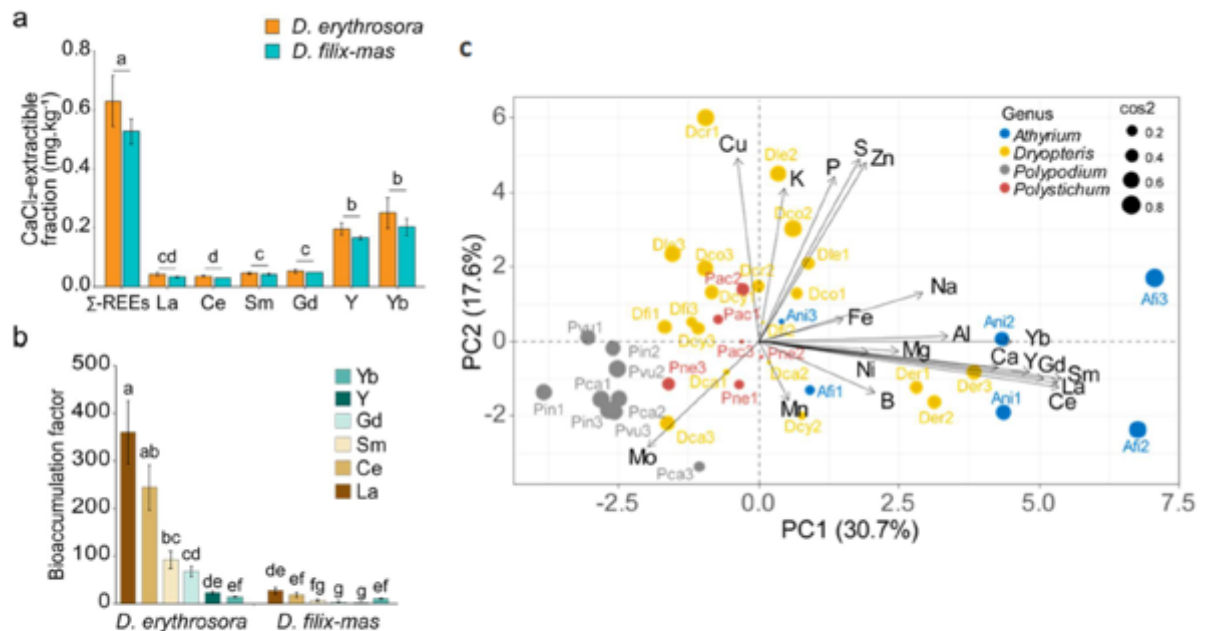 a
D. erythrosora
D. filix-mas
CaCl₂-extractible
fraction (mg.kg⁻¹)
0.8
0.6
0.4
0.2
0.0
a
cd
d
c
c
b
b
Σ-REEs La Ce Sm Gd Y Yb
b
Bioaccumulation factor
500
400
300
200
100
0
a
ab
bc
cd
de
ef
de
ef
fg
g
g
ef
Yb
Y
Gd
Sm
Ce
La
D. erythrosora D. filix-mas
c
PC2 (17.6%)
6
4
2
0
-2
-2.5 0.0 2.5 5.0 7.5
PC1 (30.7%)
Genus
Athyrium
Dryopteris
Polypodium
Polystichum
cos2
0.2
0.4
0.6
0.8
Dcr1
Cu
Dle2
K
P
S
Zn
Dco2
Dle3
Dco3
Dle1
Pac2
Dcr2
Dcy1
Dco1
Na
Afi3
Dfi1
Dfi3
Pac1
Ani3
Fe
Pvu1
Dcy3
Dfi2
Al
Ani2
Yb
Pin2
Pac3
Pne2
Mg
Pvu2
Pne3
Dca1
Dca2
Ni
Ca
Y
Gd
Sm
Pca1
Der1
Der3
La
Pin1
Pne1
Afi1
B
Ce
Pca2
Pin3
Mn
Der2
Ani1
Pvu3
Dca3
Dcy2
Afi2
Mo
Pca3